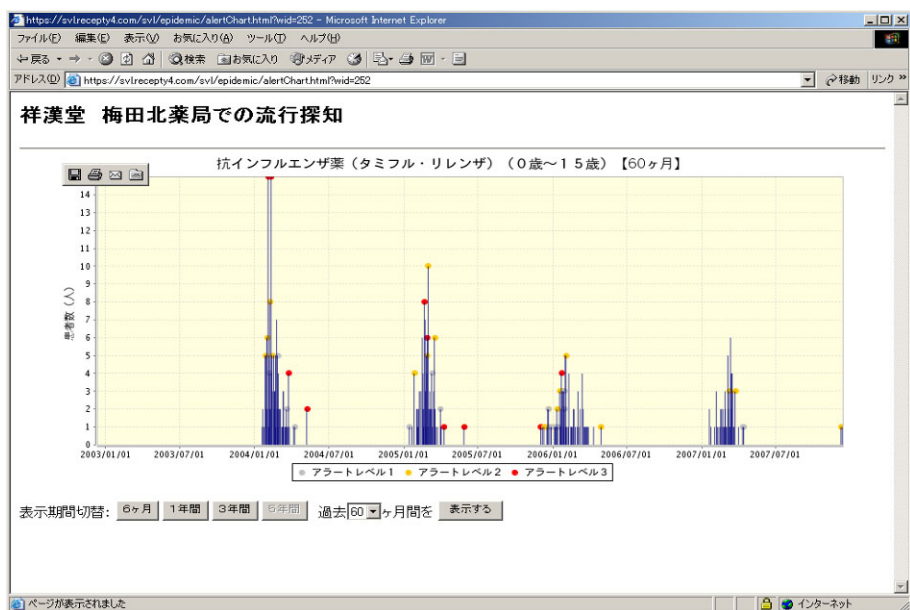 https://svl.recepty4.com/svl/epidemic/alertChart.html?wid=252 - Microsoft Internet Explorer
ファイル(F) 編集(E) 表示(V) お気に入り(A) ツール(T) ヘルプ(H)
戻る 検索 お気に入り メディア
アドレス(D) https://svl.recepty4.com/svl/epidemic/alertChart.html?wid=252 移動 リンク »
祥漢堂 梅田北薬局での流行探知
抗インフルエンザ薬（タミフル・リレンザ）（０歳～１５歳）【60ヶ月】
14
13
12
11
10
9
8
7
6
5
4
3
2
1
0
患者数（人）
2003/01/01 2003/07/01 2004/01/01 2004/07/01 2005/01/01 2005/07/01 2006/01/01 2006/07/01 2007/01/01 2007/07/01
アラートレベル１ アラートレベル２ アラートレベル３
表示期間切替: 6ヶ月 1年間 3年間 5年間 過去 60 ヶ月間を 表示する
ページが表示されました インターネット